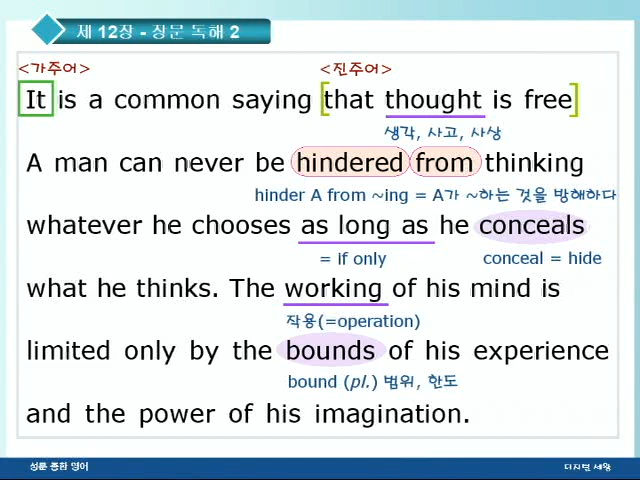 제 12장 - 장문 독해 2
<가주어> <진주어>
It is a common saying [that thought is free]
생각, 사고, 사상
A man can never be hindered from thinking
hinder A from ~ing = A가 ~하는 것을 방해하다
whatever he chooses as long as he conceals
= if only conceal = hide
what he thinks. The working of his mind is
작용(=operation)
limited only by the bounds of his experience
bound (pl.) 범위, 한도
and the power of his imagination.
성문 종합 영어 디지털 세왕